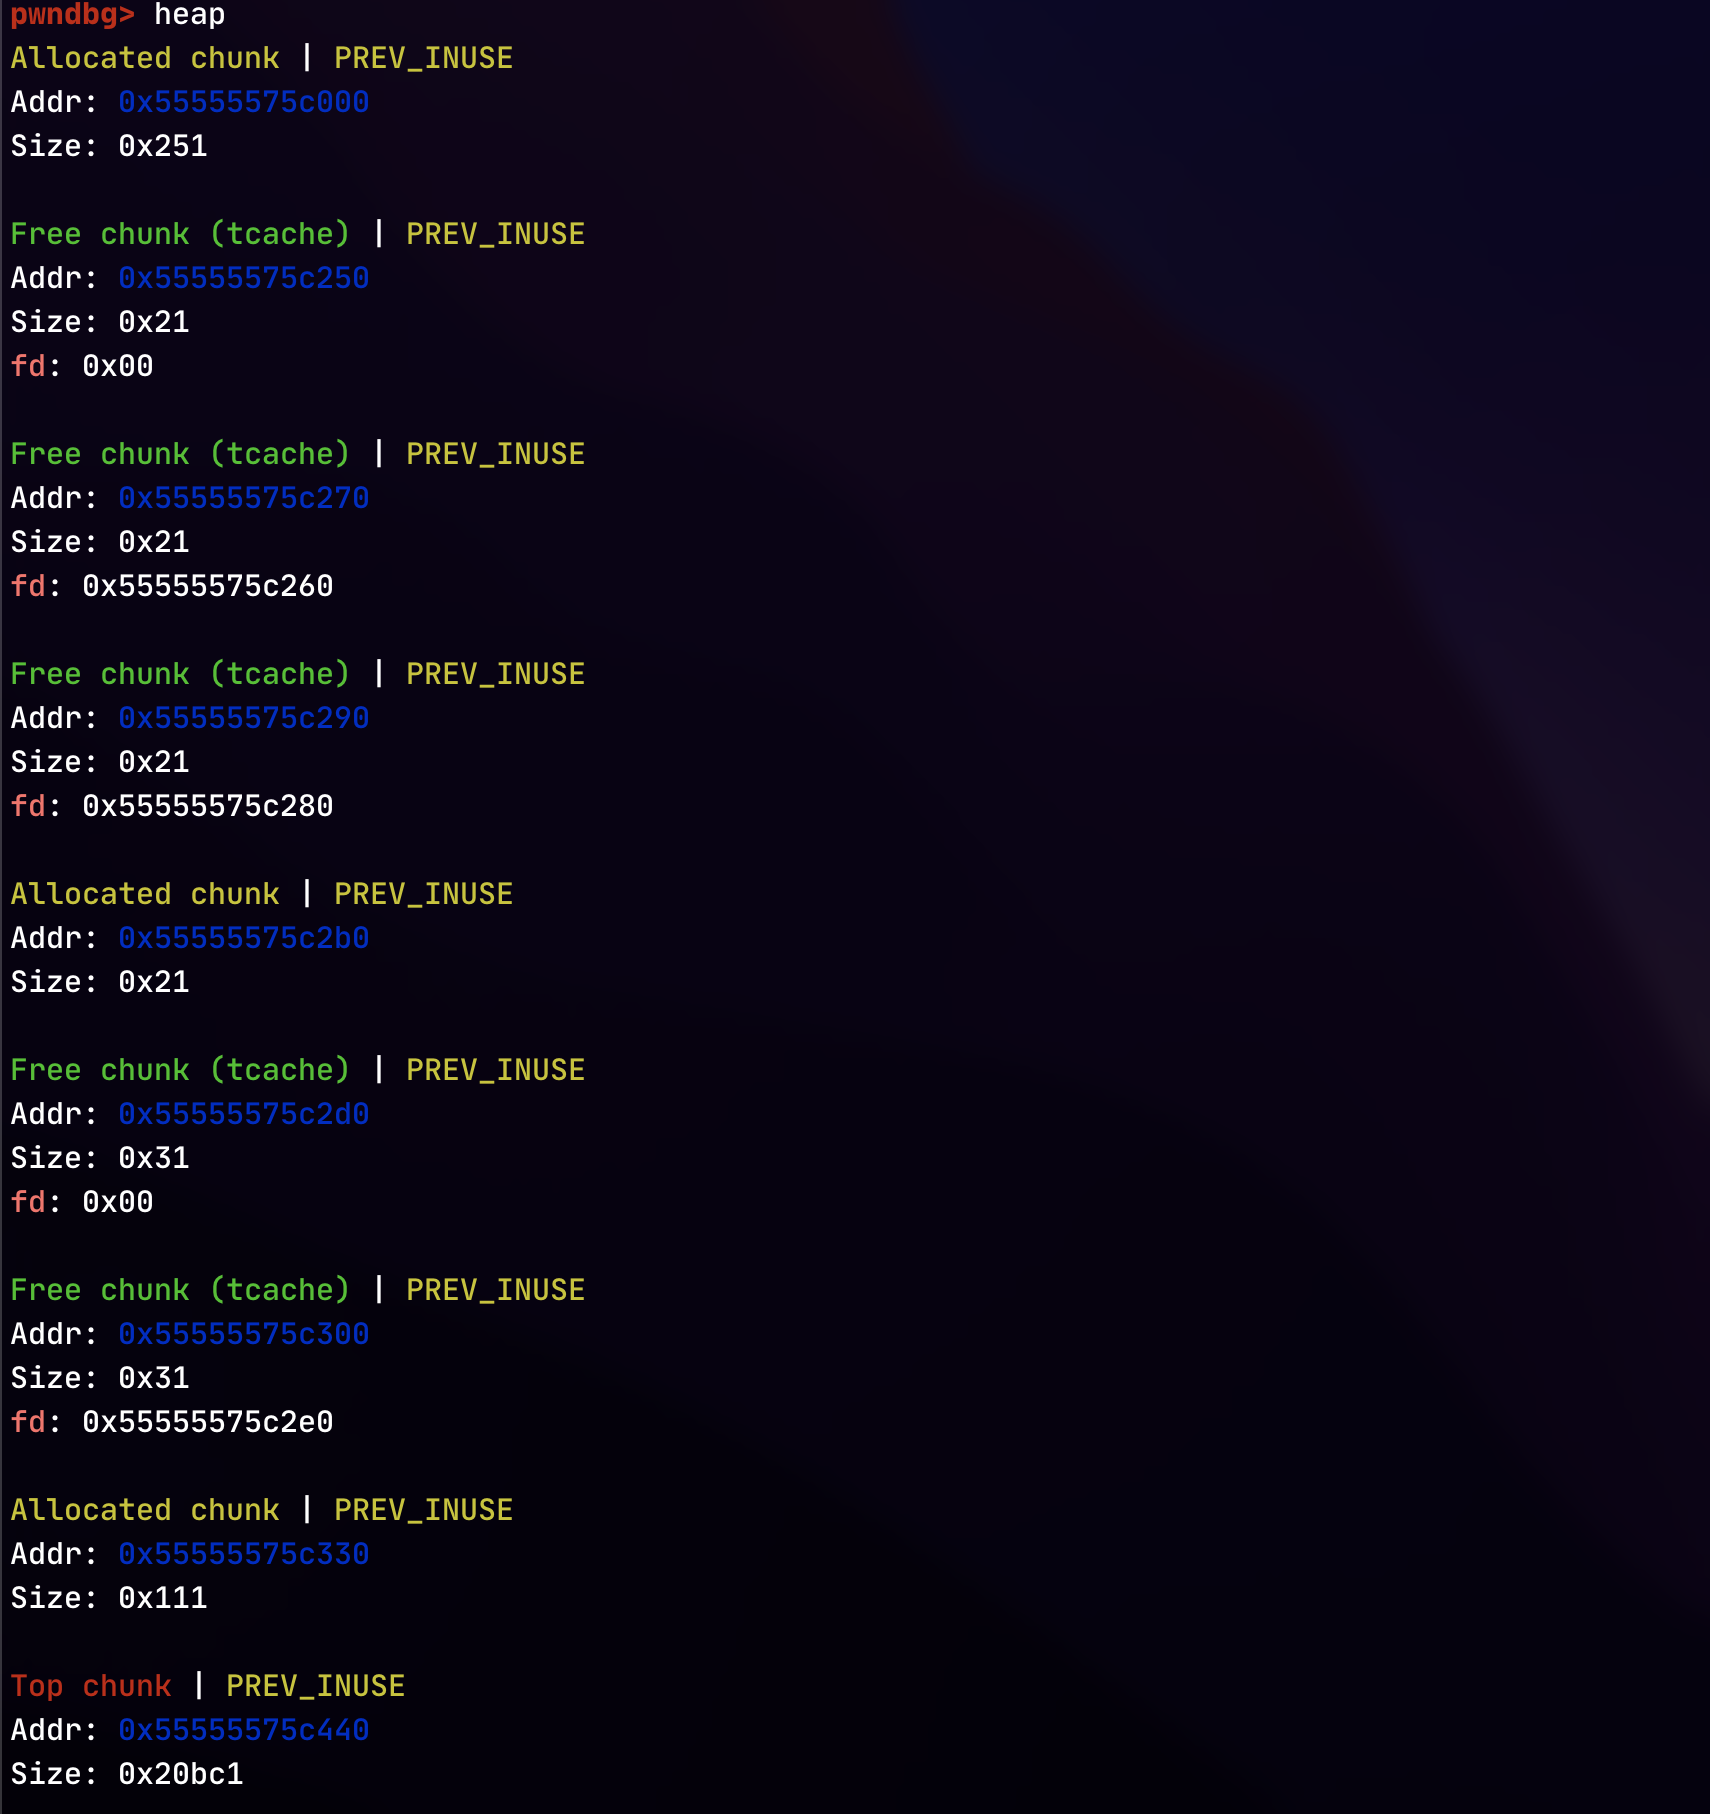 pwndbg> heap
Allocated chunk | PREV_INUSE
Addr: 0x55555575c000
Size: 0x251
Free chunk (tcache) | PREV_INUSE
Addr: 0x55555575c250
Size: 0x21
fd: 0x00
Free chunk (tcache) | PREV_INUSE
Addr: 0x55555575c270
Size: 0x21
fd: 0x55555575c260
Free chunk (tcache) | PREV_INUSE
Addr: 0x55555575c290
Size: 0x21
fd: 0x55555575c280
Allocated chunk | PREV_INUSE
Addr: 0x55555575c2b0
Size: 0x21
Free chunk (tcache) | PREV_INUSE
Addr: 0x55555575c2d0
Size: 0x31
fd: 0x00
Free chunk (tcache) | PREV_INUSE
Addr: 0x55555575c300
Size: 0x31
fd: 0x55555575c2e0
Allocated chunk | PREV_INUSE
Addr: 0x55555575c330
Size: 0x111
Top chunk | PREV_INUSE
Addr: 0x55555575c440
Size: 0x20bc1